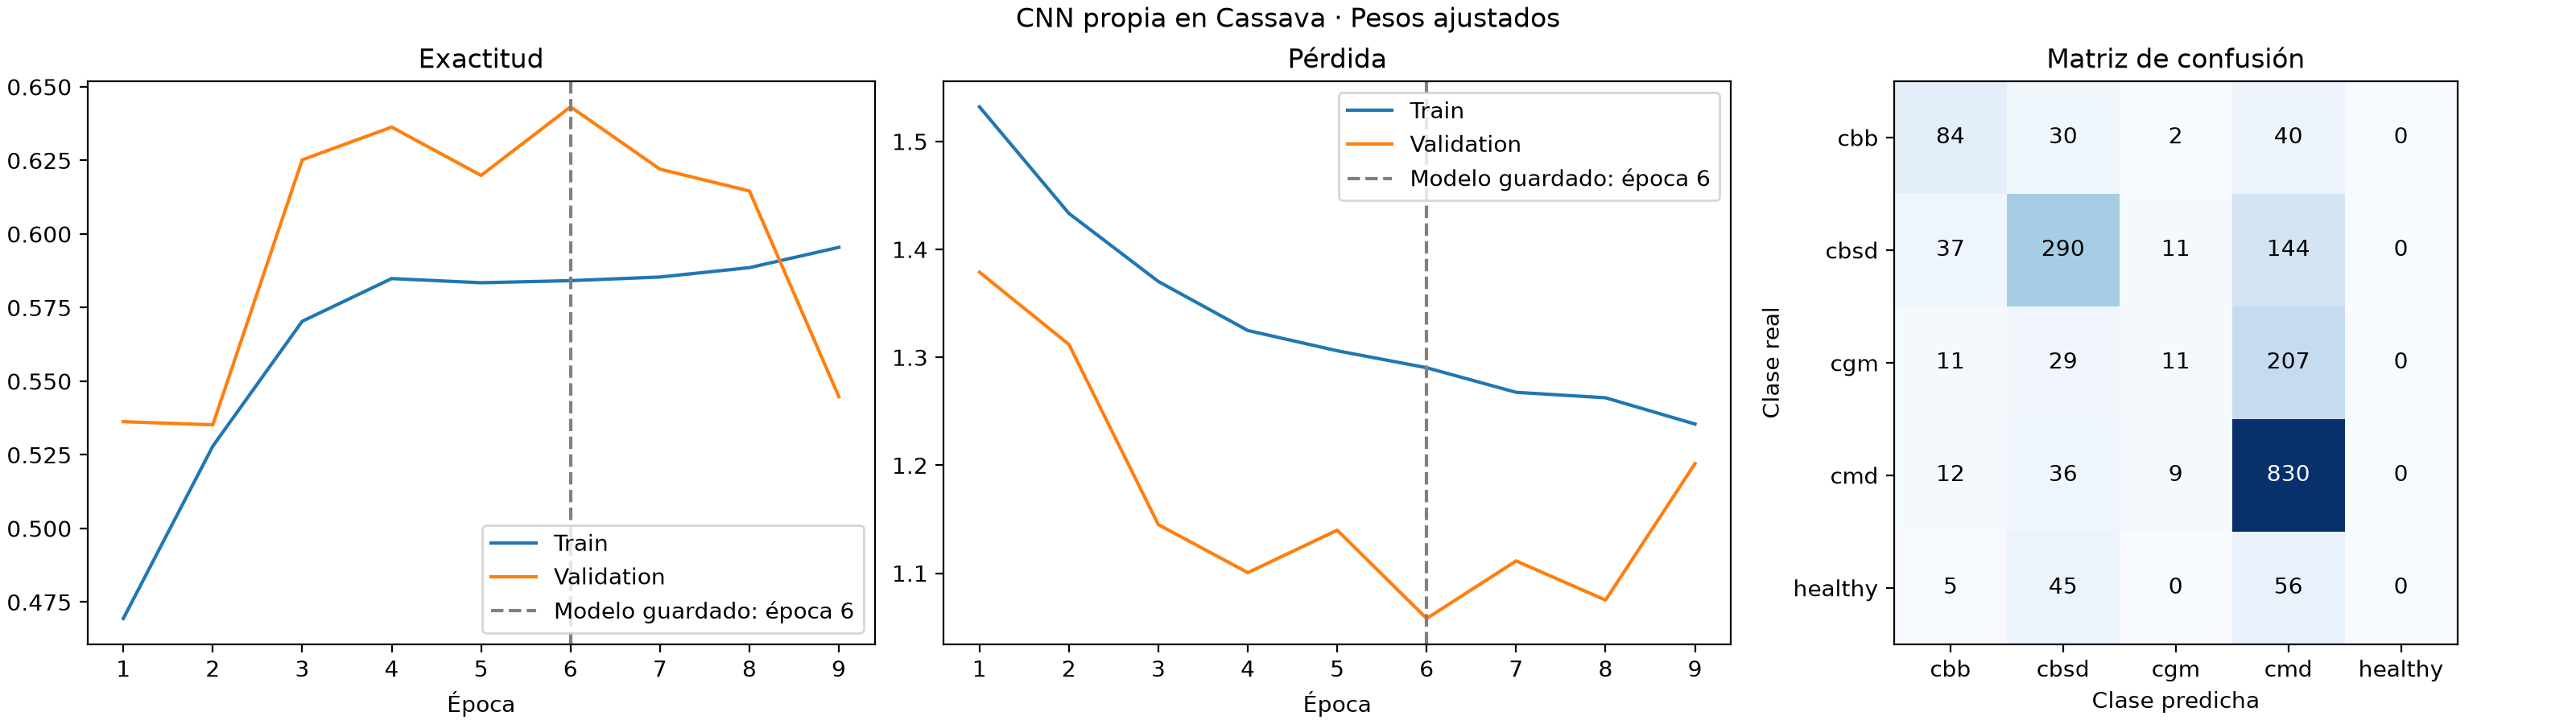 CNN propia en Cassava · Pesos ajustados
Exactitud
0.650
0.625
0.600
0.575
0.550
0.525
0.500
0.475
Train
Validation
Modelo guardado: época 6
1 2 3 4 5 6 7 8 9
Época
Pérdida
1.5
1.4
1.3
1.2
1.1
Train
Validation
Modelo guardado: época 6
1 2 3 4 5 6 7 8 9
Época
Matriz de confusión
Clase real
cbb 84 30 2 40 0
cbsd 37 290 11 144 0
cgm 11 29 11 207 0
cmd 12 36 9 830 0
healthy 5 45 0 56 0
cbb cbsd cgm cmd healthy
Clase predicha